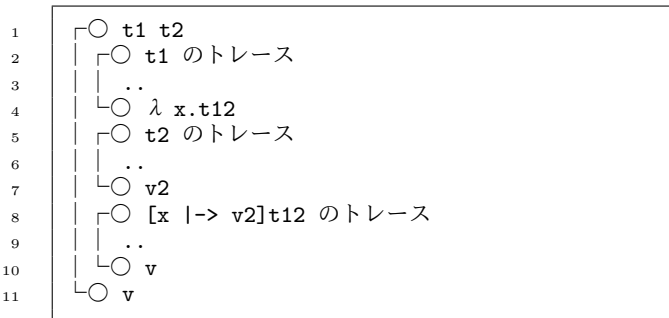 1 ┌○ t1 t2
2 │ ┌○ t1 のトレース
3 │ │ ..
4 │ └○ λ x.t12
5 │ ┌○ t2 のトレース
6 │ │ ..
7 │ └○ v2
8 │ ┌○ [x |-> v2]t12 のトレース
9 │ │ ..
10 │ └○ v
11 └○ v